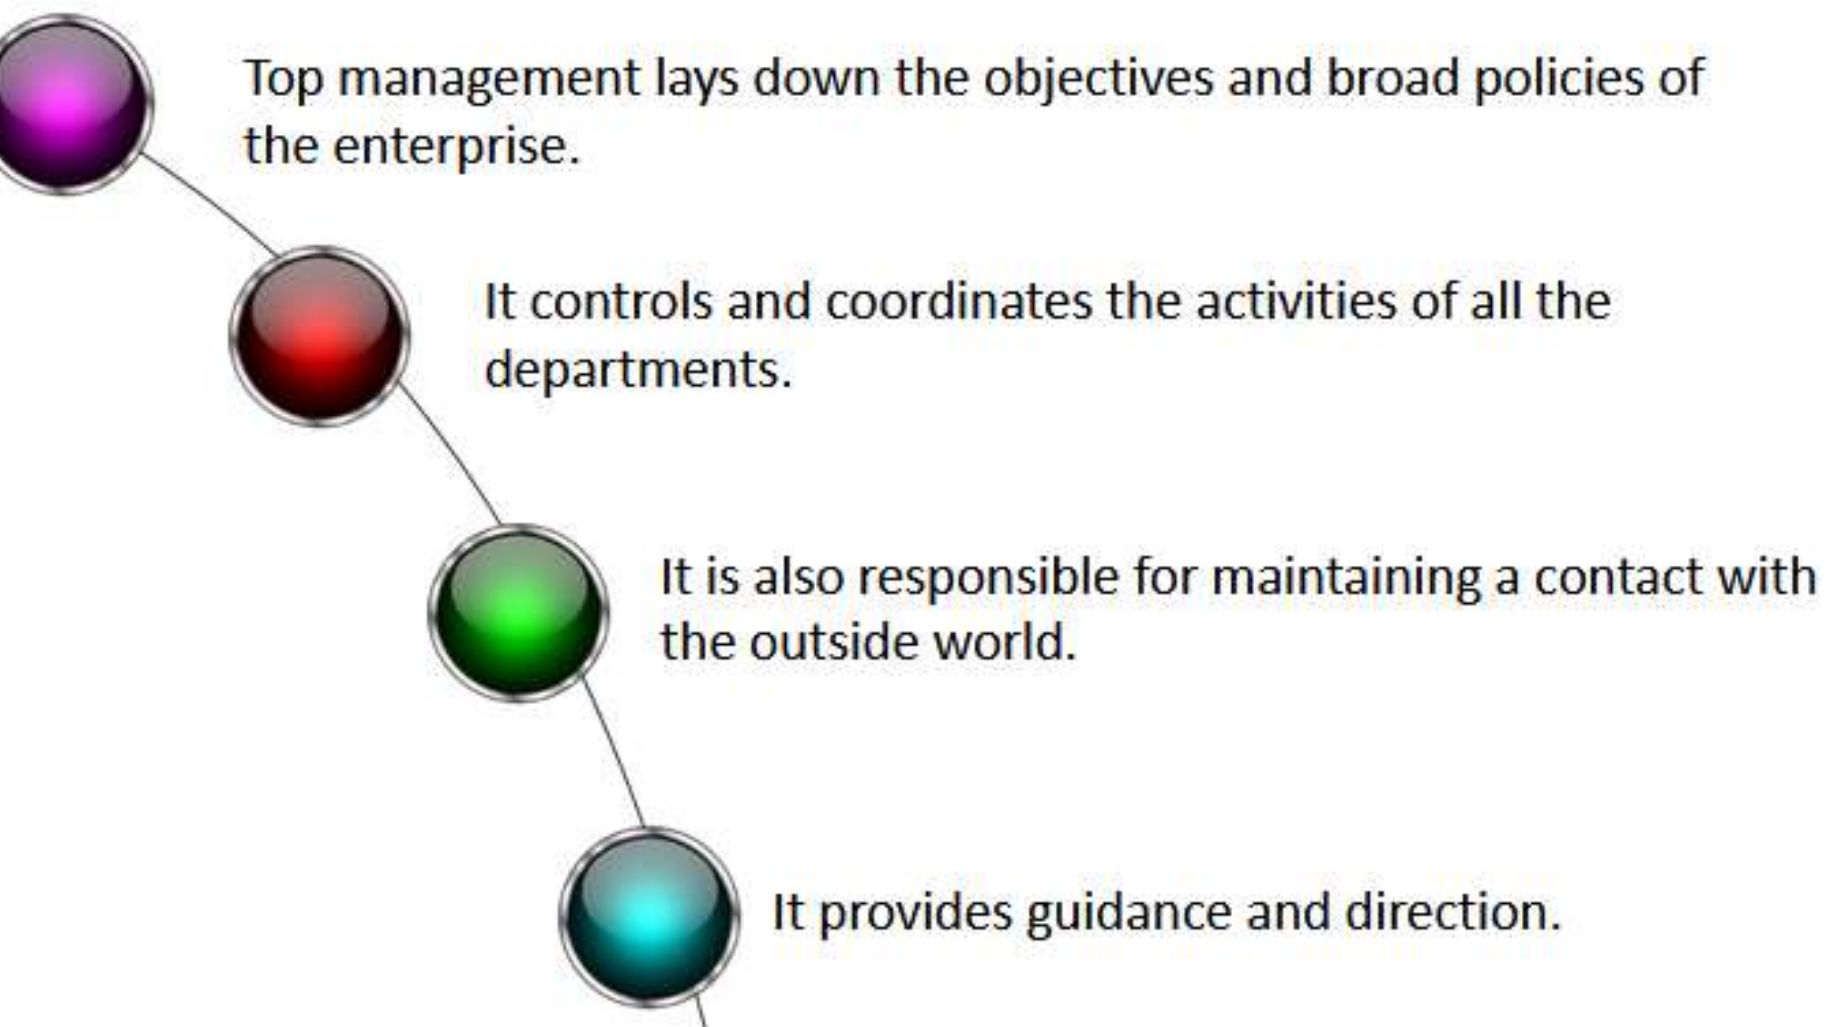 Top management lays down the objectives and broad policies of
the enterprise.
It controls and coordinates the activities of all the
departments.
It is also responsible for maintaining a contact with
the outside world.
It provides guidance and direction.